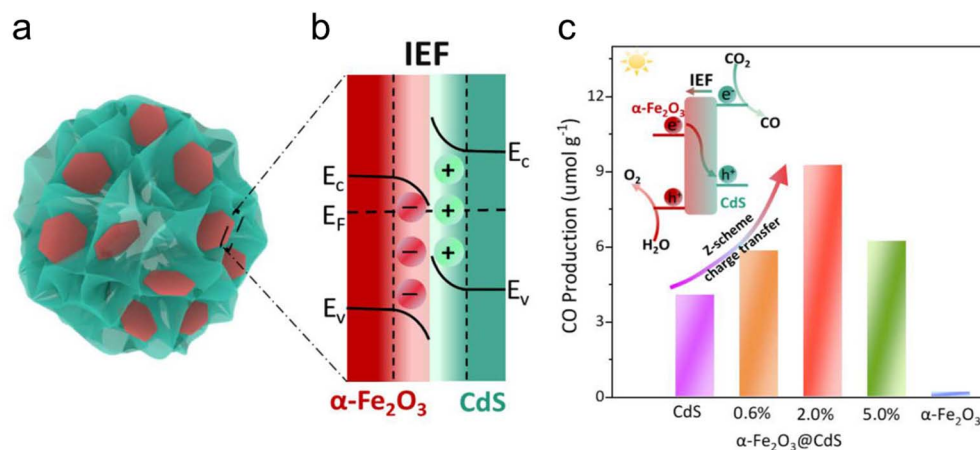 a
b
IEF
E_c
E_F
E_v
E_c
E_v
−
−
−
+
+
+
α-Fe₂O₃
CdS
c
CO Production (umol g⁻¹)
12
9
6
3
0
IEF
CO₂
e⁻
CO
α-Fe₂O₃
e⁻
O₂
h⁺
h⁺
CdS
H₂O
Z-scheme
charge transfer
CdS
0.6%
2.0%
5.0%
α-Fe₂O₃
α-Fe₂O₃@CdS